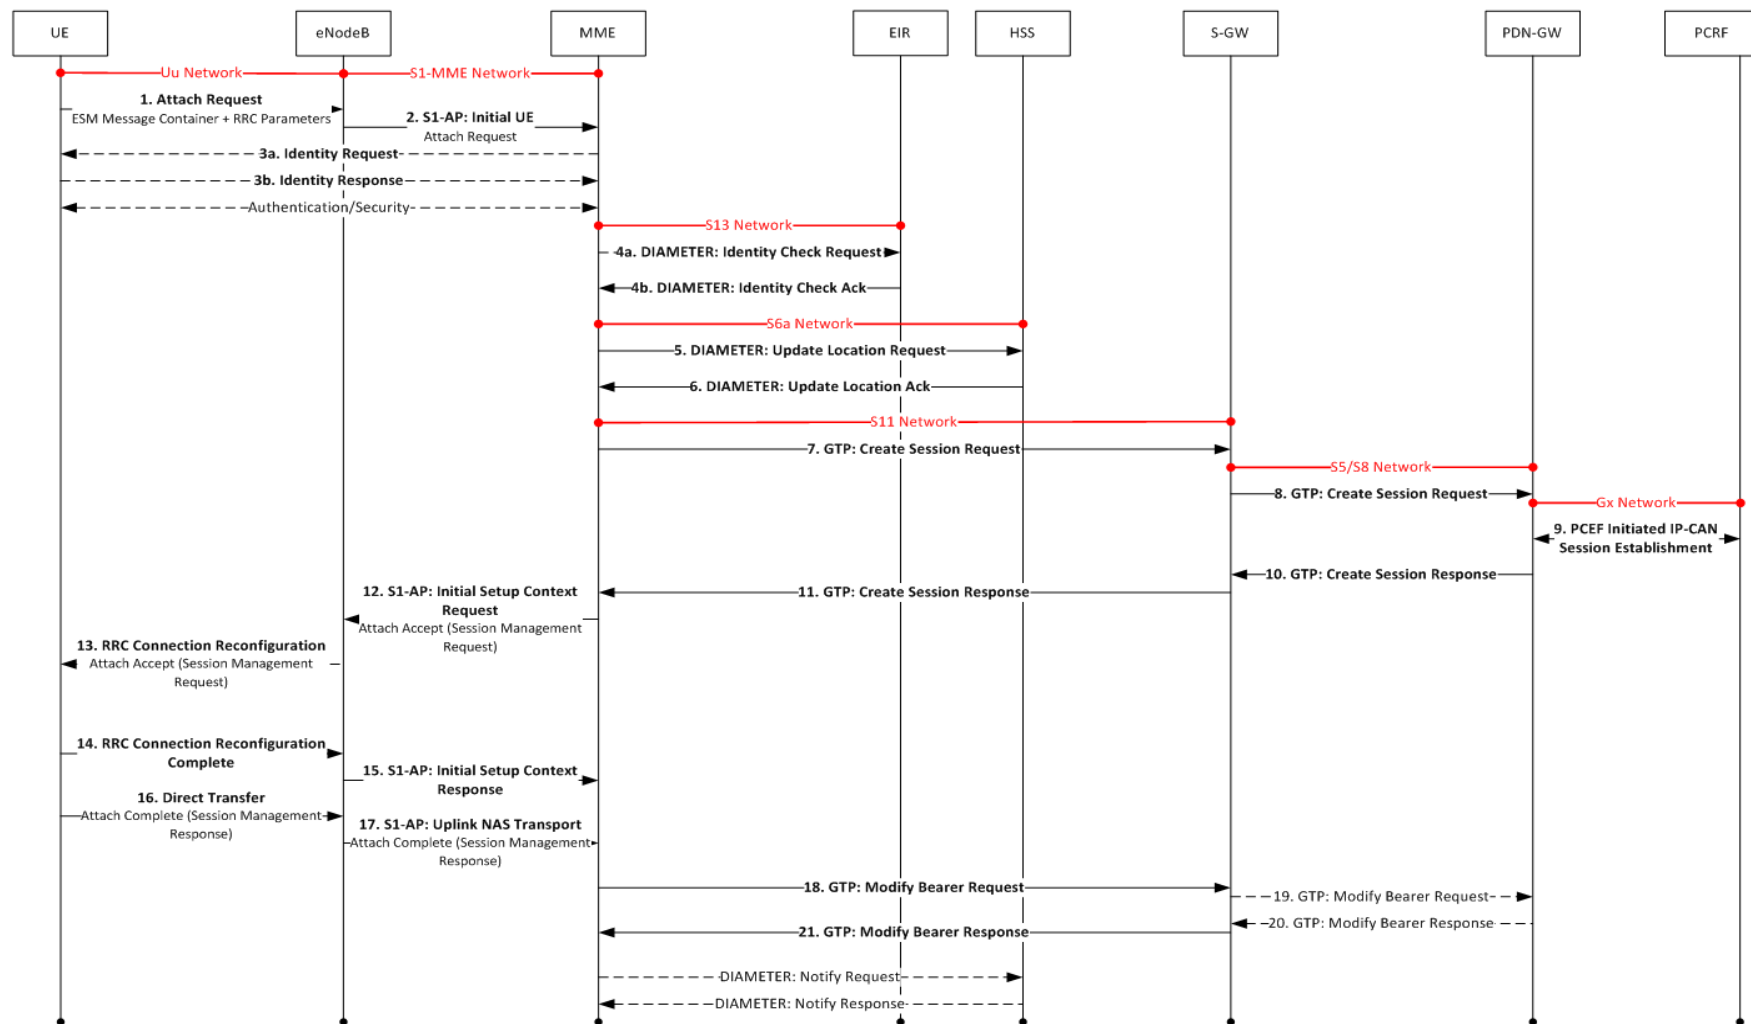 UE
eNodeB
MME
EIR
HSS
S-GW
PDN-GW
PCRF
Uu Network
S1-MME Network
1. Attach Request
ESM Message Container + RRC Parameters
2. S1-AP: Initial UE
Attach Request
3a. Identity Request
3b. Identity Response
Authentication/Security
S13 Network
4a. DIAMETER: Identity Check Request
4b. DIAMETER: Identity Check Ack
S6a Network
5. DIAMETER: Update Location Request
6. DIAMETER: Update Location Ack
S11 Network
7. GTP: Create Session Request
S5/S8 Network
8. GTP: Create Session Request
Gx Network
9. PCEF Initiated IP-CAN
Session Establishment
10. GTP: Create Session Response
11. GTP: Create Session Response
12. S1-AP: Initial Setup Context
Request
Attach Accept (Session Management
Request)
13. RRC Connection Reconfiguration
Attach Accept (Session Management
Request)
14. RRC Connection Reconfiguration
Complete
15. S1-AP: Initial Setup Context
Response
16. Direct Transfer
Attach Complete (Session Management
Response)
17. S1-AP: Uplink NAS Transport
Attach Complete (Session Management
Response)
18. GTP: Modify Bearer Request
19. GTP: Modify Bearer Request
20. GTP: Modify Bearer Response
21. GTP: Modify Bearer Response
DIAMETER: Notify Request
DIAMETER: Notify Response